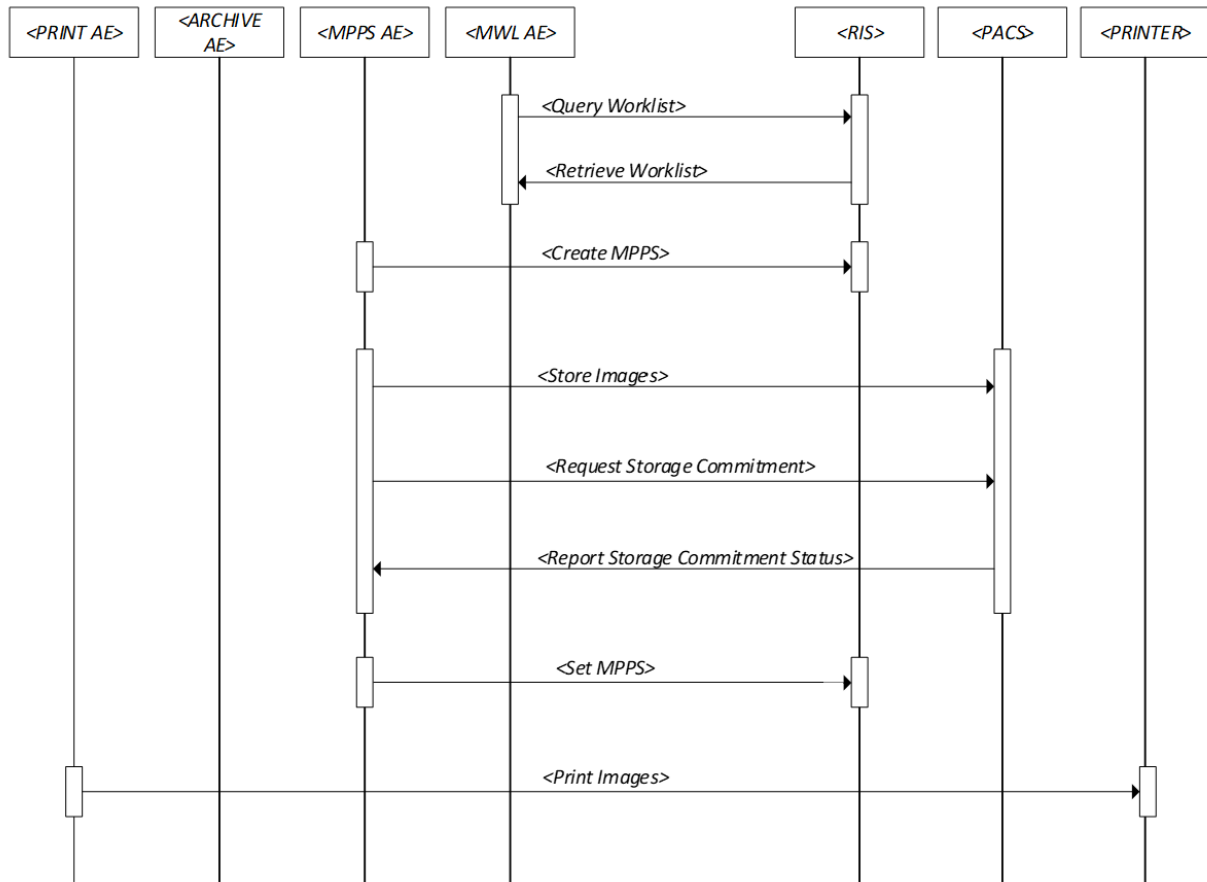 <PRINT AE>
<ARCHIVE
AE>
<MPPS AE>
<MWL AE>
<RIS>
<PACS>
<PRINTER>
<Query Worklist>
<Retrieve Worklist>
<Create MPPS>
<Store Images>
<Request Storage Commitment>
<Report Storage Commitment Status>
<Set MPPS>
<Print Images>